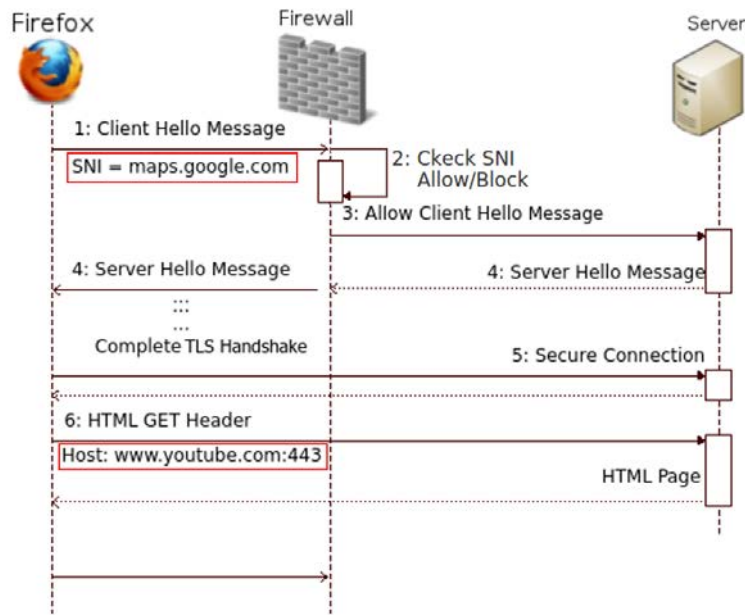 Firefox
Firewall
Server
1: Client Hello Message
SNI = maps.google.com
2: Ckeck SNI
Allow/Block
3: Allow Client Hello Message
4: Server Hello Message
4: Server Hello Message
:::
...
Complete TLS Handshake
5: Secure Connection
6: HTML GET Header
Host: www.youtube.com:443
HTML Page